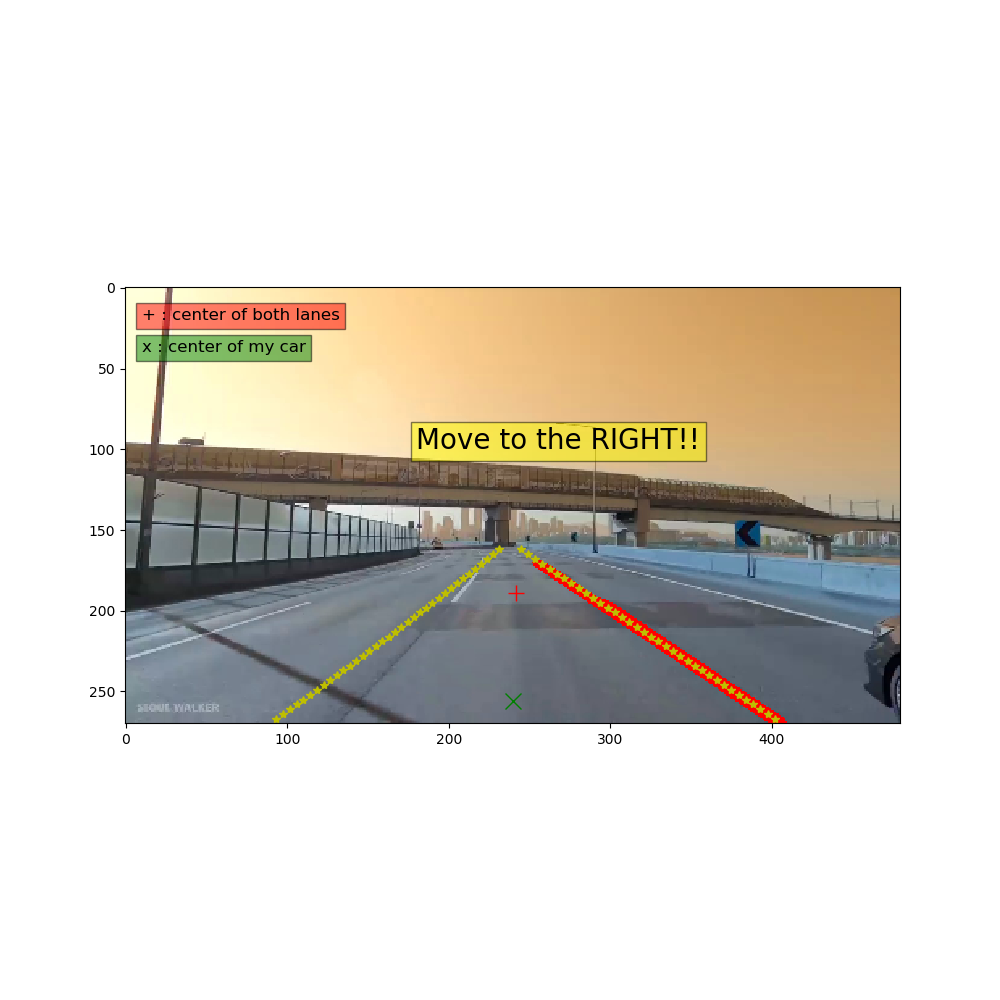 0
50
100
150
200
250
+ : center of both lanes
x : center of my car
Move to the RIGHT!!
SEOUL WALKER
0
100
200
300
400